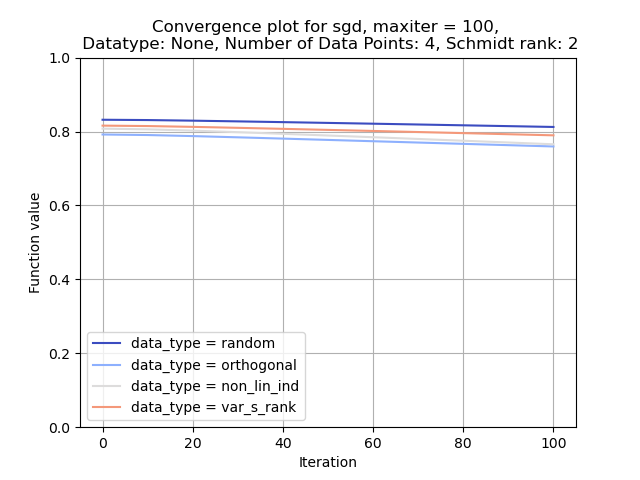 Convergence plot for sgd, maxiter = 100,
Datatype: None, Number of Data Points: 4, Schmidt rank: 2
1.0
0.8
0.6
0.4
0.2
0.0
Function value
data_type = random
data_type = orthogonal
data_type = non_lin_ind
data_type = var_s_rank
0 20 40 60 80 100
Iteration